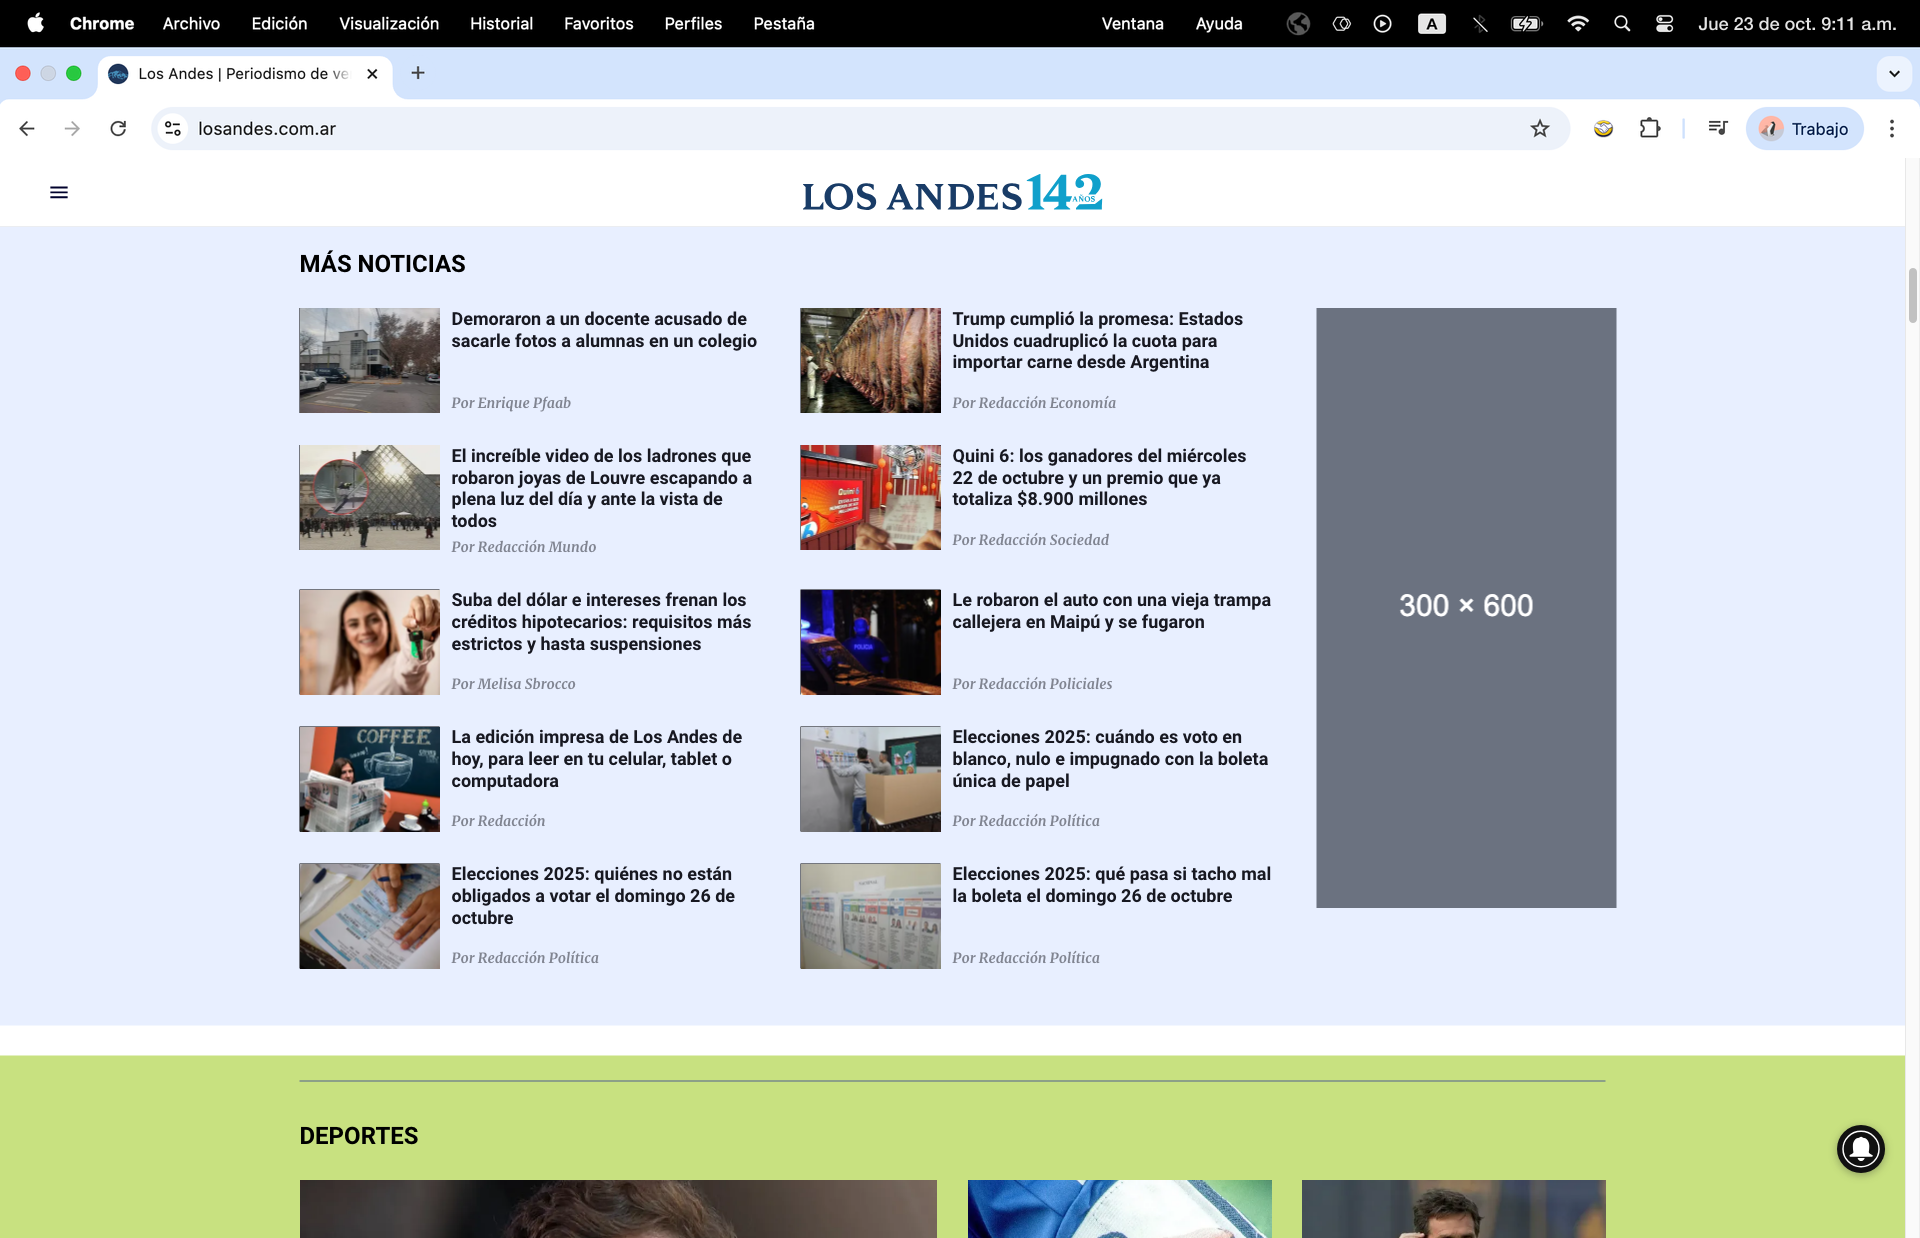 Chrome Archivo Edición Visualización Historial Favoritos Perfiles Pestaña Ventana Ayuda A Jue 23 de oct. 9:11 a.m.
Los Andes | Periodismo de ve
losandes.com.ar
Trabajo
LOS ANDES 142 AÑOS
MÁS NOTICIAS
Demoraron a un docente acusado de
sacarle fotos a alumnas en un colegio
Por Enrique Pfaab
Trump cumplió la promesa: Estados
Unidos cuadruplicó la cuota para
importar carne desde Argentina
Por Redacción Economía
El increíble video de los ladrones que
robaron joyas de Louvre escapando a
plena luz del día y ante la vista de
todos
Por Redacción Mundo
Quini 6: los ganadores del miércoles
22 de octubre y un premio que ya
totaliza $8.900 millones
Por Redacción Sociedad
Suba del dólar e intereses frenan los
créditos hipotecarios: requisitos más
estrictos y hasta suspensiones
Por Melisa Sbrocco
Le robaron el auto con una vieja trampa
callejera en Maipú y se fugaron
Por Redacción Policiales
COFFEE
La edición impresa de Los Andes de
hoy, para leer en tu celular, tablet o
computadora
Por Redacción
Elecciones 2025: cuándo es voto en
blanco, nulo e impugnado con la boleta
única de papel
Por Redacción Política
Elecciones 2025: quiénes no están
obligados a votar el domingo 26 de
octubre
Por Redacción Política
Elecciones 2025: qué pasa si tacho mal
la boleta el domingo 26 de octubre
Por Redacción Política
300 × 600
DEPORTES